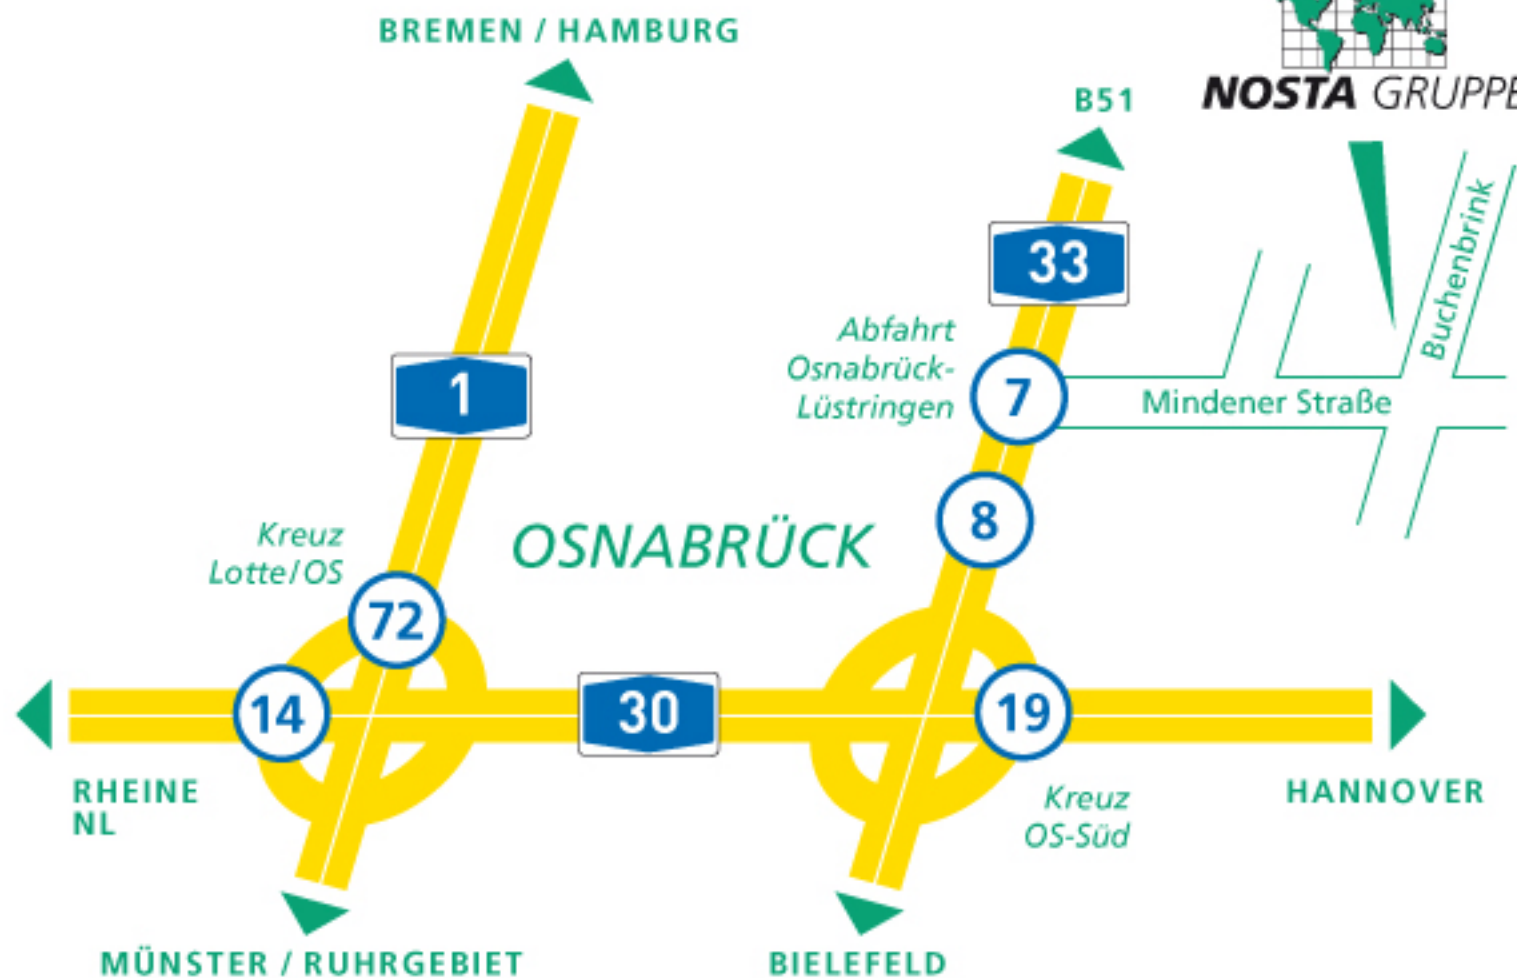 BREMEN / HAMBURG
B51
NOSTA GRUPPE
33
Buchenbrink
Abfahrt
Osnabrück-
Lüstringen
7
Mindener Straße
1
8
Kreuz
Lotte/OS
OSNABRÜCK
72
14
30
19
RHEINE
NL
Kreuz
OS-Süd
HANNOVER
MÜNSTER / RUHRGEBIET
BIELEFELD